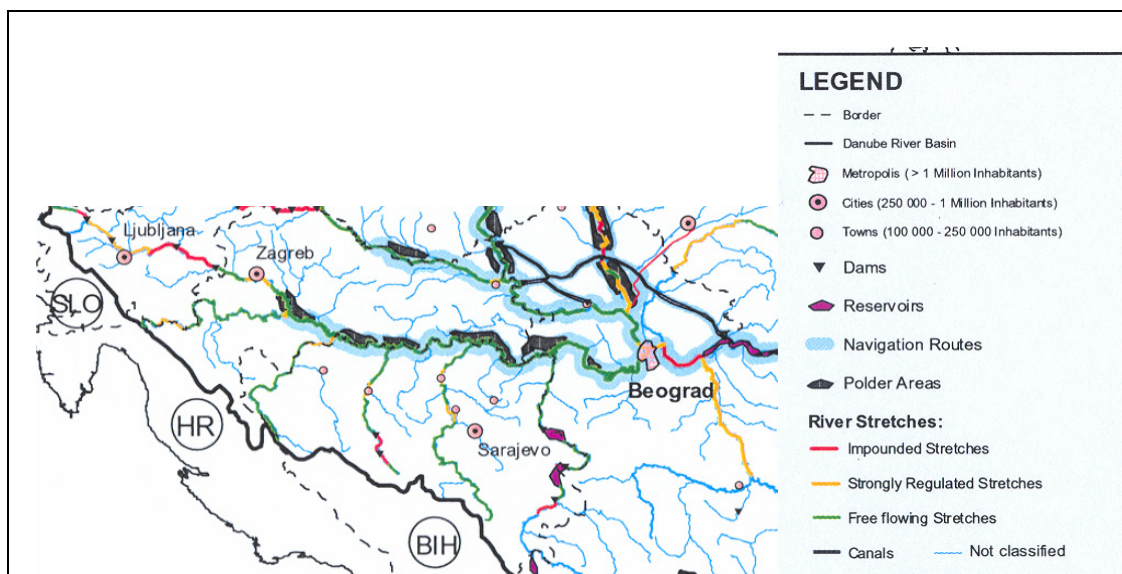 LEGEND
Border
Danube River Basin
Metropolis ( > 1 Million Inhabitants)
Cities (250 000 - 1 Million Inhabitants)
Towns (100 000 - 250 000 Inhabitants)
Dams
Reservoirs
Navigation Routes
Polder Areas
River Stretches:
Impounded Stretches
Strongly Regulated Stretches
Free flowing Stretches
Canals
Not classified
Ljubljana
Zagreb
SLO
Beograd
HR
Sarajevo
BIH